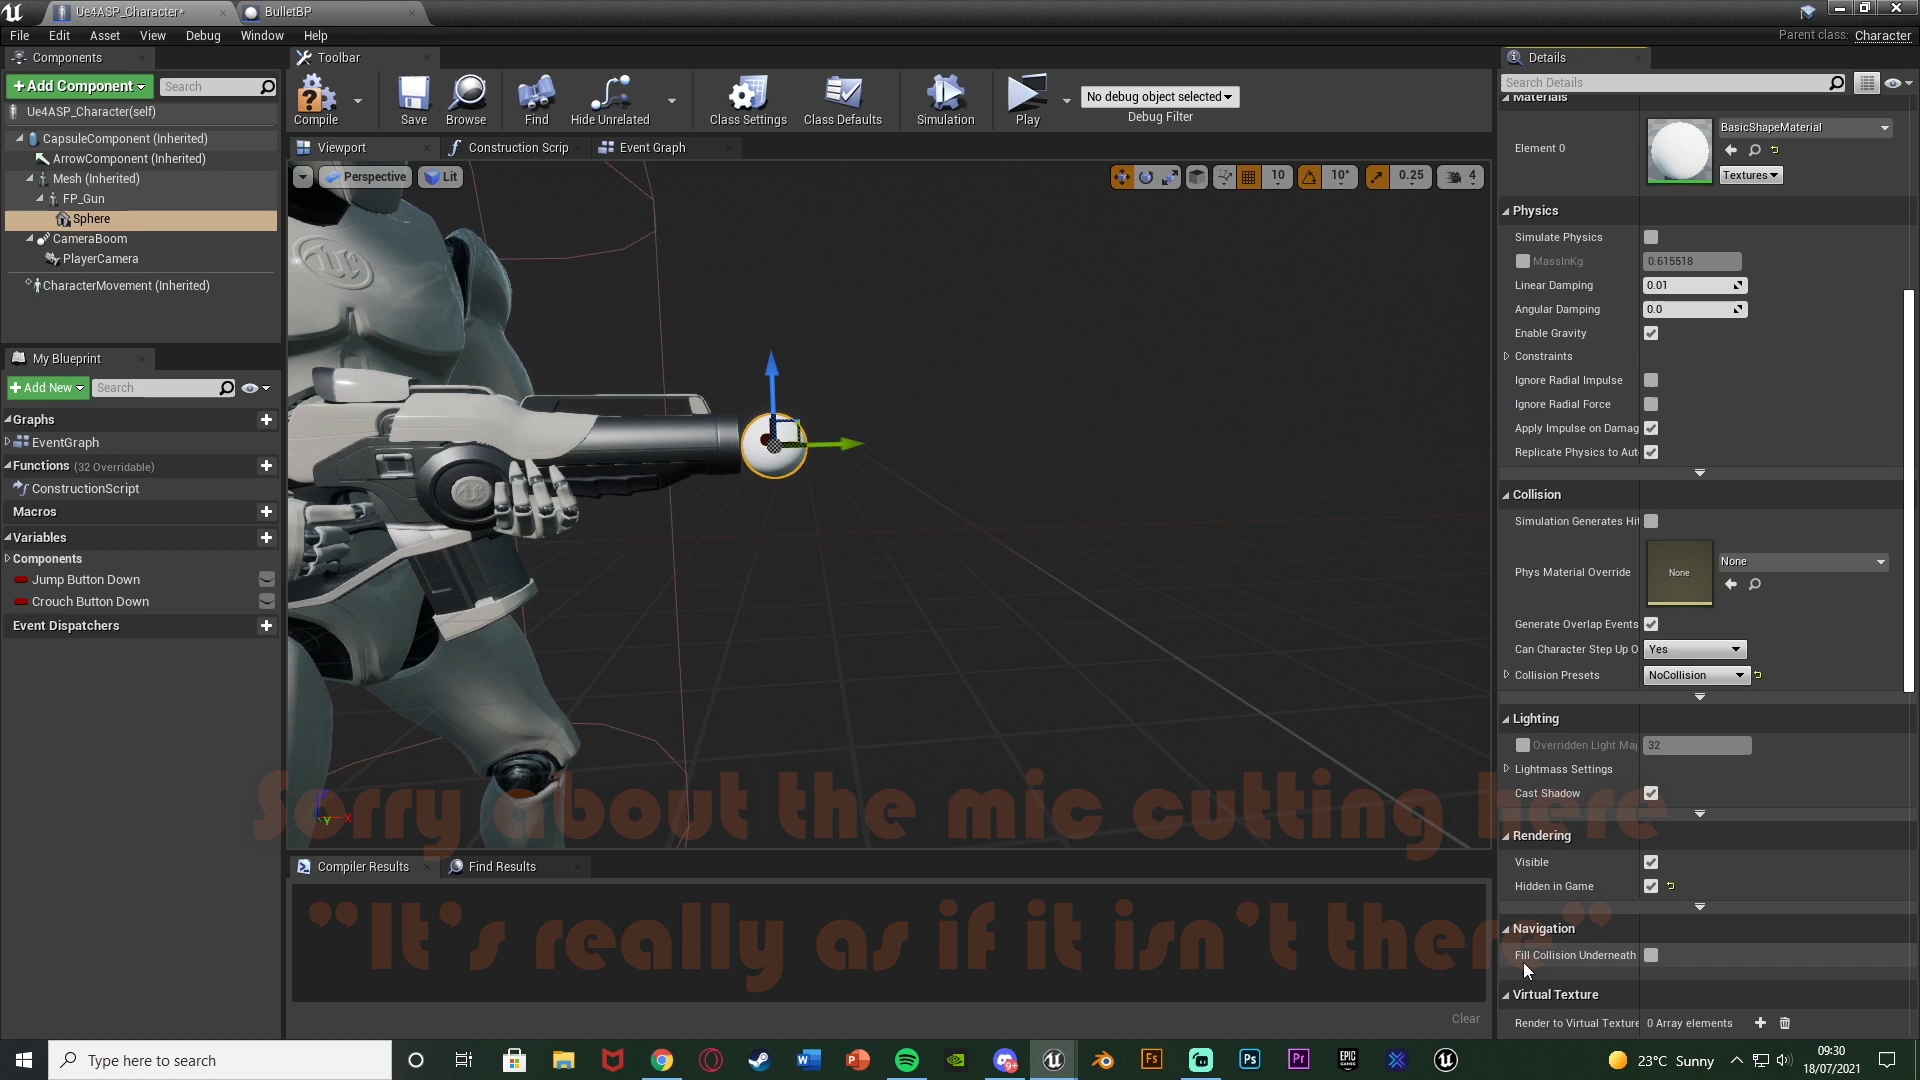 Ue4ASP_Character*
BulletBP
File Edit Asset View Debug Window Help
Parent class: Character
Components
Toolbar
Details
+Add Component
Search
Search Details
Ue4ASP_Character(self)
CapsuleComponent (Inherited)
ArrowComponent (Inherited)
Mesh (Inherited)
FP_Gun
Sphere
CameraBoom
PlayerCamera
CharacterMovement (Inherited)
Compile
Save
Browse
Find
Hide Unrelated
Class Settings
Class Defaults
Simulation
Play
No debug object selected
Debug Filter
Viewport
Construction Scrip
Event Graph
Perspective
Lit
10
10°
0.25
4
My Blueprint
+Add New
Search
Graphs
EventGraph
Functions (32 Overridable)
ConstructionScript
Macros
Variables
Components
Jump Button Down
Crouch Button Down
Event Dispatchers
Materials
Element 0
BasicShapeMaterial
Textures
Physics
Simulate Physics
MassInKg 0.615518
Linear Damping 0.01
Angular Damping 0.0
Enable Gravity
Constraints
Ignore Radial Impulse
Ignore Radial Force
Apply Impulse on Damag
Replicate Physics to Aut
Collision
Simulation Generates Hit
Phys Material Override
None
None
Generate Overlap Events
Can Character Step Up O Yes
Collision Presets NoCollision
Lighting
Overridden Light Map 32
Lightmass Settings
Cast Shadow
Rendering
Visible
Hidden in Game
Navigation
Fill Collision Underneath
Virtual Texture
Render to Virtual Texture 0 Array elements
Sorry about the mic cutting here
"It's really as if it isn't there"
Compiler Results
Find Results
Clear
Y X
Type here to search
9+
Fs
Ps
Pr
EPIC GAMES
23°C Sunny
09:30
18/07/2021